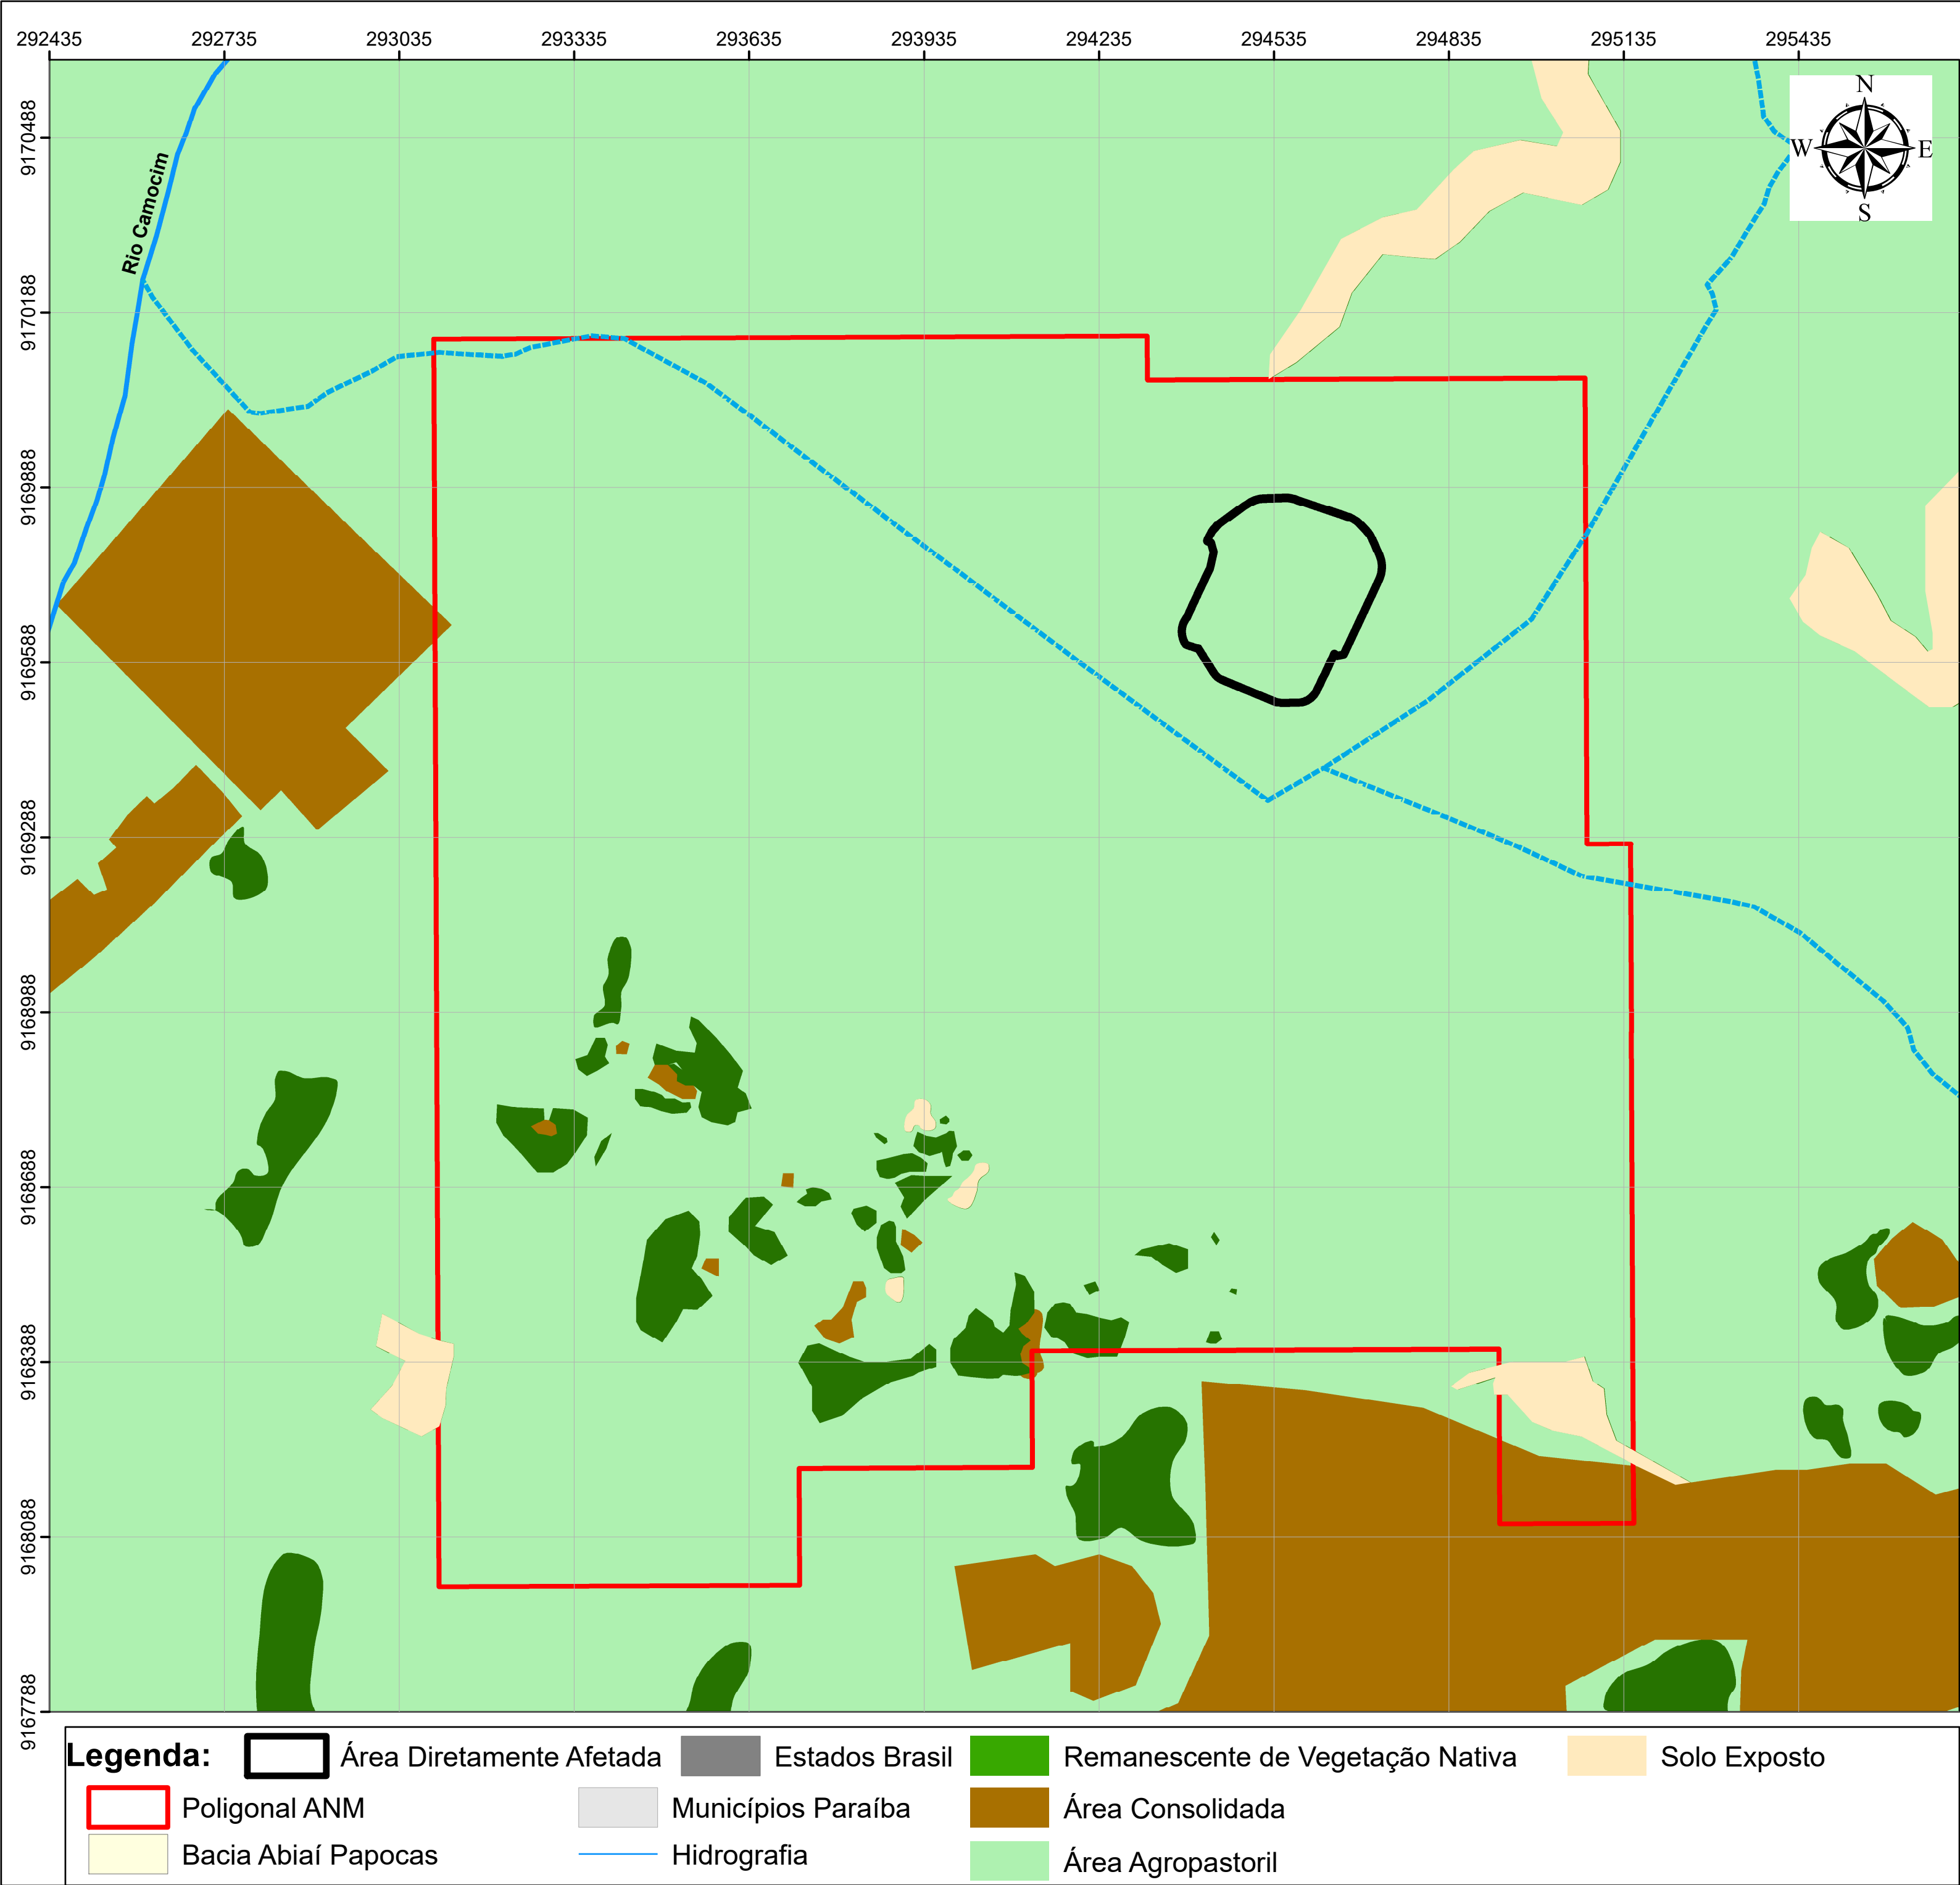 292435 292735 293035 293335 293635 293935 294235 294535 294835 295135 295435
N
W E
S
9170488
9170188
9169888
9169588
9169288
9168988
9168688
9168388
9168088
9167788
Rio Camocim
Legenda: Área Diretamente Afetada Estados Brasil Remanescente de Vegetação Nativa Solo Exposto
Poligonal ANM Municípios Paraíba Área Consolidada
Bacia Abiaí Papocas Hidrografia Área Agropastoril